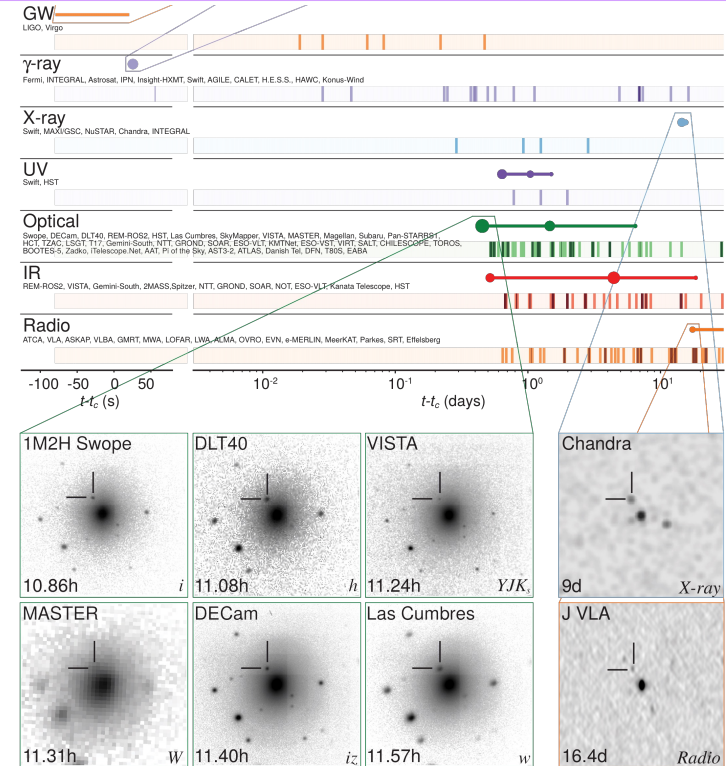 GW
LIGO, Virgo
γ-ray
Fermi, INTEGRAL, Astrosat, IPN, Insight-HXMT, Swift, AGILE, CALET, H.E.S.S., HAWC, Konus-Wind
X-ray
Swift, MAXI/GSC, NuSTAR, Chandra, INTEGRAL
UV
Swift, HST
Optical
Swope, DECam, DLT40, REM-ROS2, HST, Las Cumbres, SkyMapper, VISTA, MASTER, Magellan, Subaru, Pan-STARRS1,
HCT, TZAC, LSGT, T17, Gemini-South, NTT, GROND, SOAR, ESO-VLT, KMTNet, ESO-VST, VIRT, SALT, CHILESCOPE, TOROS,
BOOTES-5, Zadko, iTelescope.Net, AAT, Pi of the Sky, AST3-2, ATLAS, Danish Tel, DFN, T80S, EABA
IR
REM-ROS2, VISTA, Gemini-South, 2MASS,Spitzer, NTT, GROND, SOAR, NOT, ESO-VLT, Kanata Telescope, HST
Radio
ATCA, VLA, ASKAP, VLBA, GMRT, MWA, LOFAR, LWA, ALMA, OVRO, EVN, e-MERLIN, MeerKAT, Parkes, SRT, Effelsberg
-100 -50 0 50 10⁻² 10⁻¹ 10⁰ 10¹
t-t_c (s) t-t_c (days)
1M2H Swope DLT40 VISTA Chandra
10.86h i 11.08h h 11.24h YJKₛ 9d X-ray
MASTER DECam Las Cumbres J VLA
11.31h W 11.40h iz 11.57h w 16.4d Radio